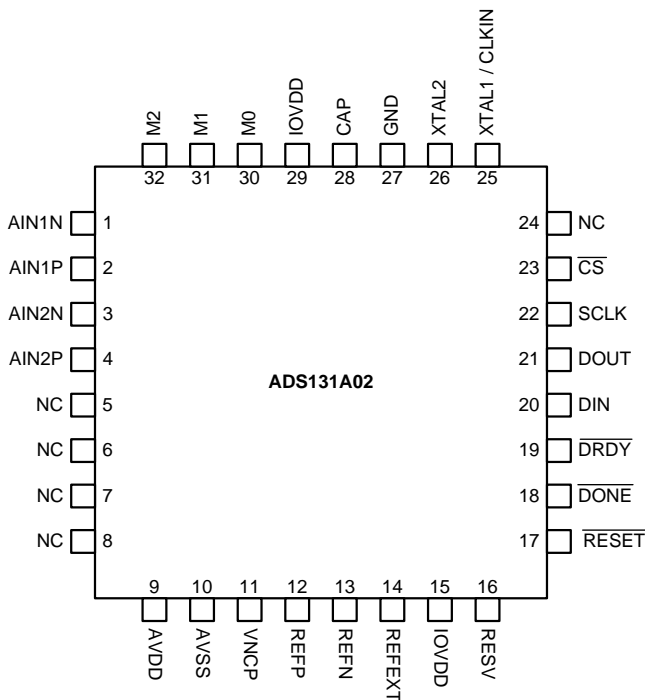 M2
M1
M0
IOVDD
CAP
GND
XTAL2
XTAL1 / CLKIN
32
31
30
29
28
27
26
25
AIN1N 1
AIN1P 2
AIN2N 3
AIN2P 4
NC 5
NC 6
NC 7
NC 8
ADS131A02
24 NC
23 CS
22 SCLK
21 DOUT
20 DIN
19 DRDY
18 DONE
17 RESET
9
10
11
12
13
14
15
16
AVDD
AVSS
VNCP
REFP
REFN
REFEXT
IOVDD
RESV